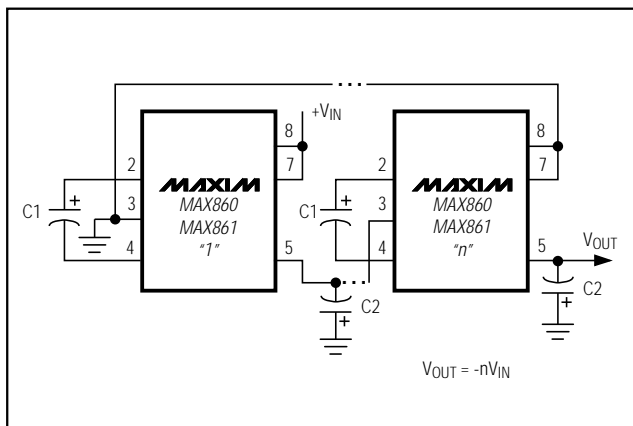 +VIN
8
7
2
3
4
5
C1
+
MAXIM
MAX860
MAX861
"1"
C2
+
8
7
2
3
4
5
C1
+
MAXIM
MAX860
MAX861
"n"
VOUT
C2
+
VOUT = -nVIN